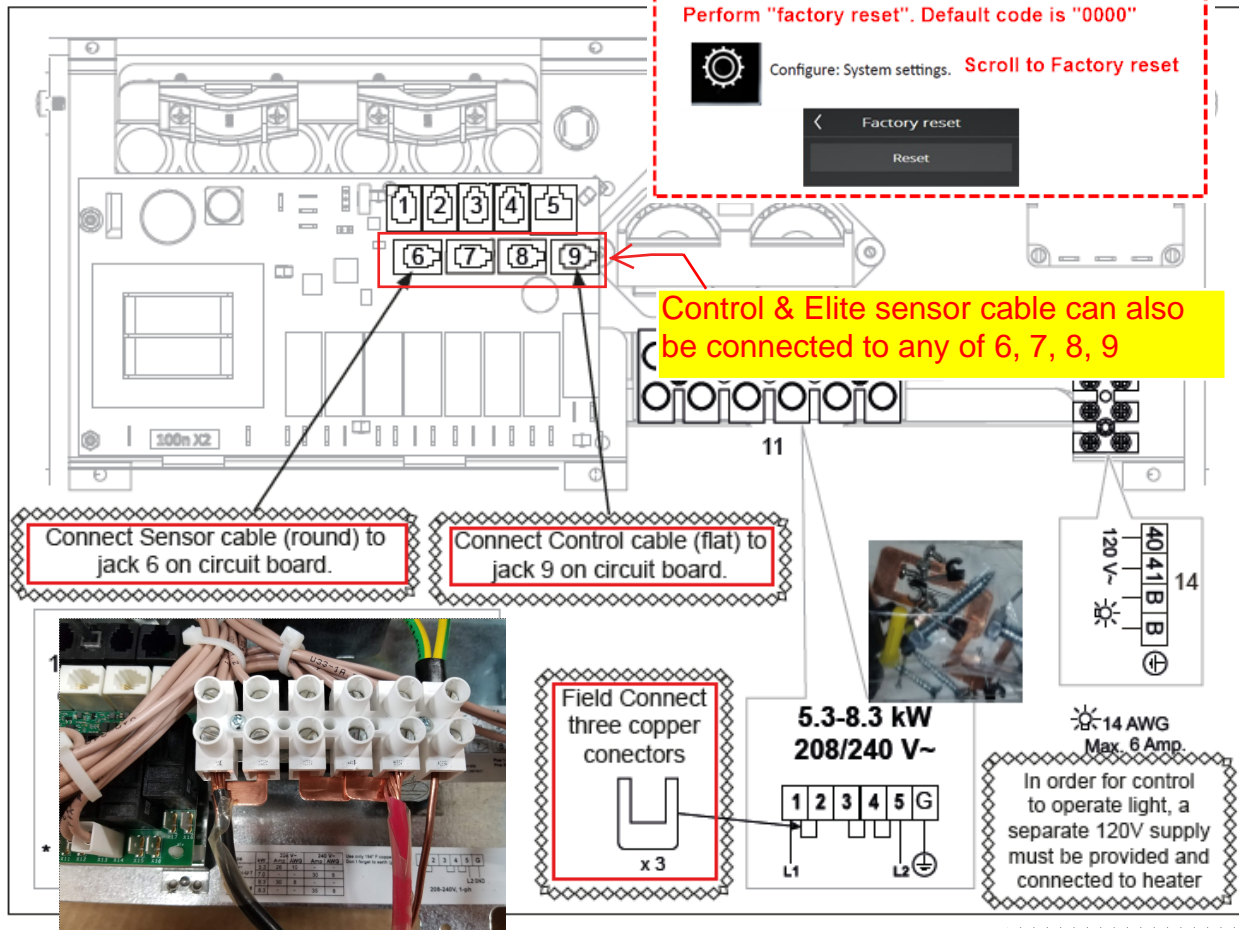 Perform "factory reset". Default code is "0000"
Configure: System settings. Scroll to Factory reset
Factory reset
Reset
1 2 3 4 5
6 7 8 9
Control & Elite sensor cable can also
be connected to any of 6, 7, 8, 9
100n X2
11
Connect Sensor cable (round) to
jack 6 on circuit board.
Connect Control cable (flat) to
jack 9 on circuit board.
120 V~
40 41 B B
14
1
Field Connect
three copper
conectors
x 3
5.3-8.3 kW
208/240 V~
1 2 3 4 5 G
L1 L2
14 AWG
Max. 6 Amp.
In order for control
to operate light, a
separate 120V supply
must be provided and
connected to heater
*
208-240V, 1-ph